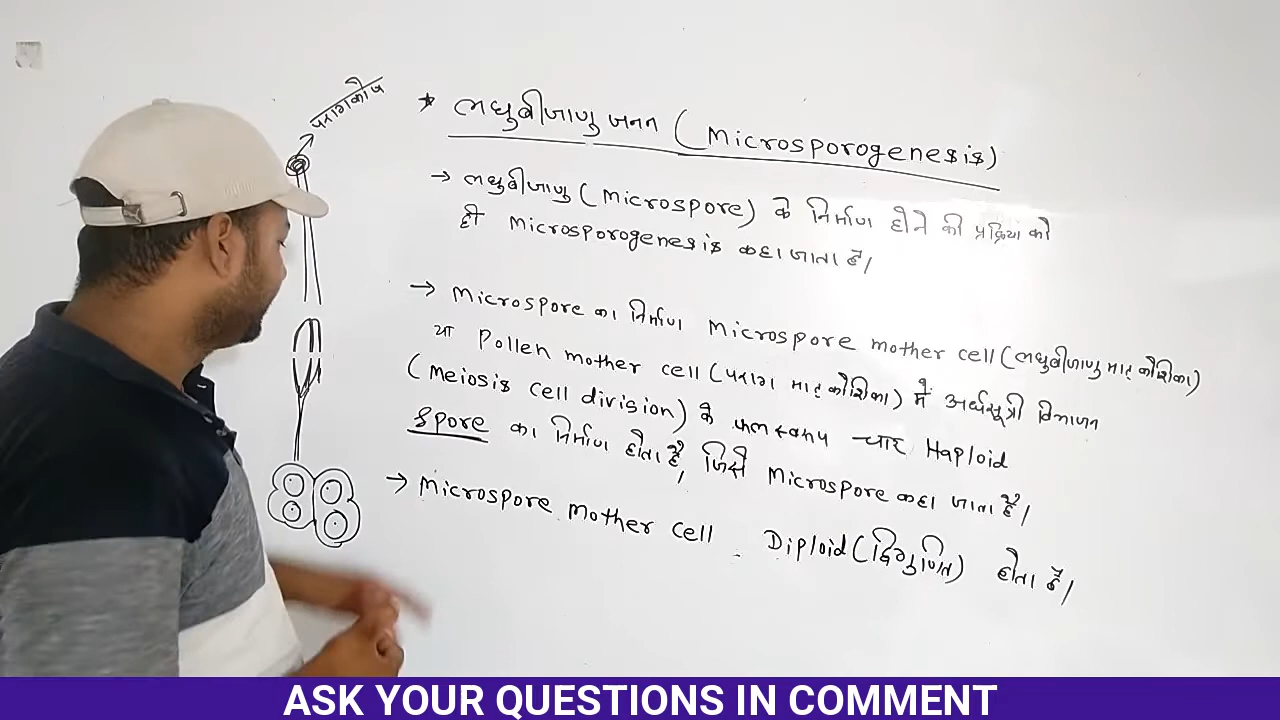 परागकोष
* लघुबीजाणु जनन (Microsporogenesis)
→ लघुबीजाणु (Microspore) के निर्माण होने की प्रक्रिया को
ही Microsporogenesis कहा जाता है।
→ Microspore का निर्माण Microspore mother cell (लघुबीजाणु मातृ कोशिका)
या Pollen mother cell (पराग मातृ कोशिका) में अर्धसूत्री विभाजन
(Meiosis cell division) के फलस्वरूप चार Haploid
Spore का निर्माण होता है, जिसे Microspore कहा जाता है।
→ Microspore mother cell Diploid (द्विगुणित) होता है।
ASK YOUR QUESTIONS IN COMMENT